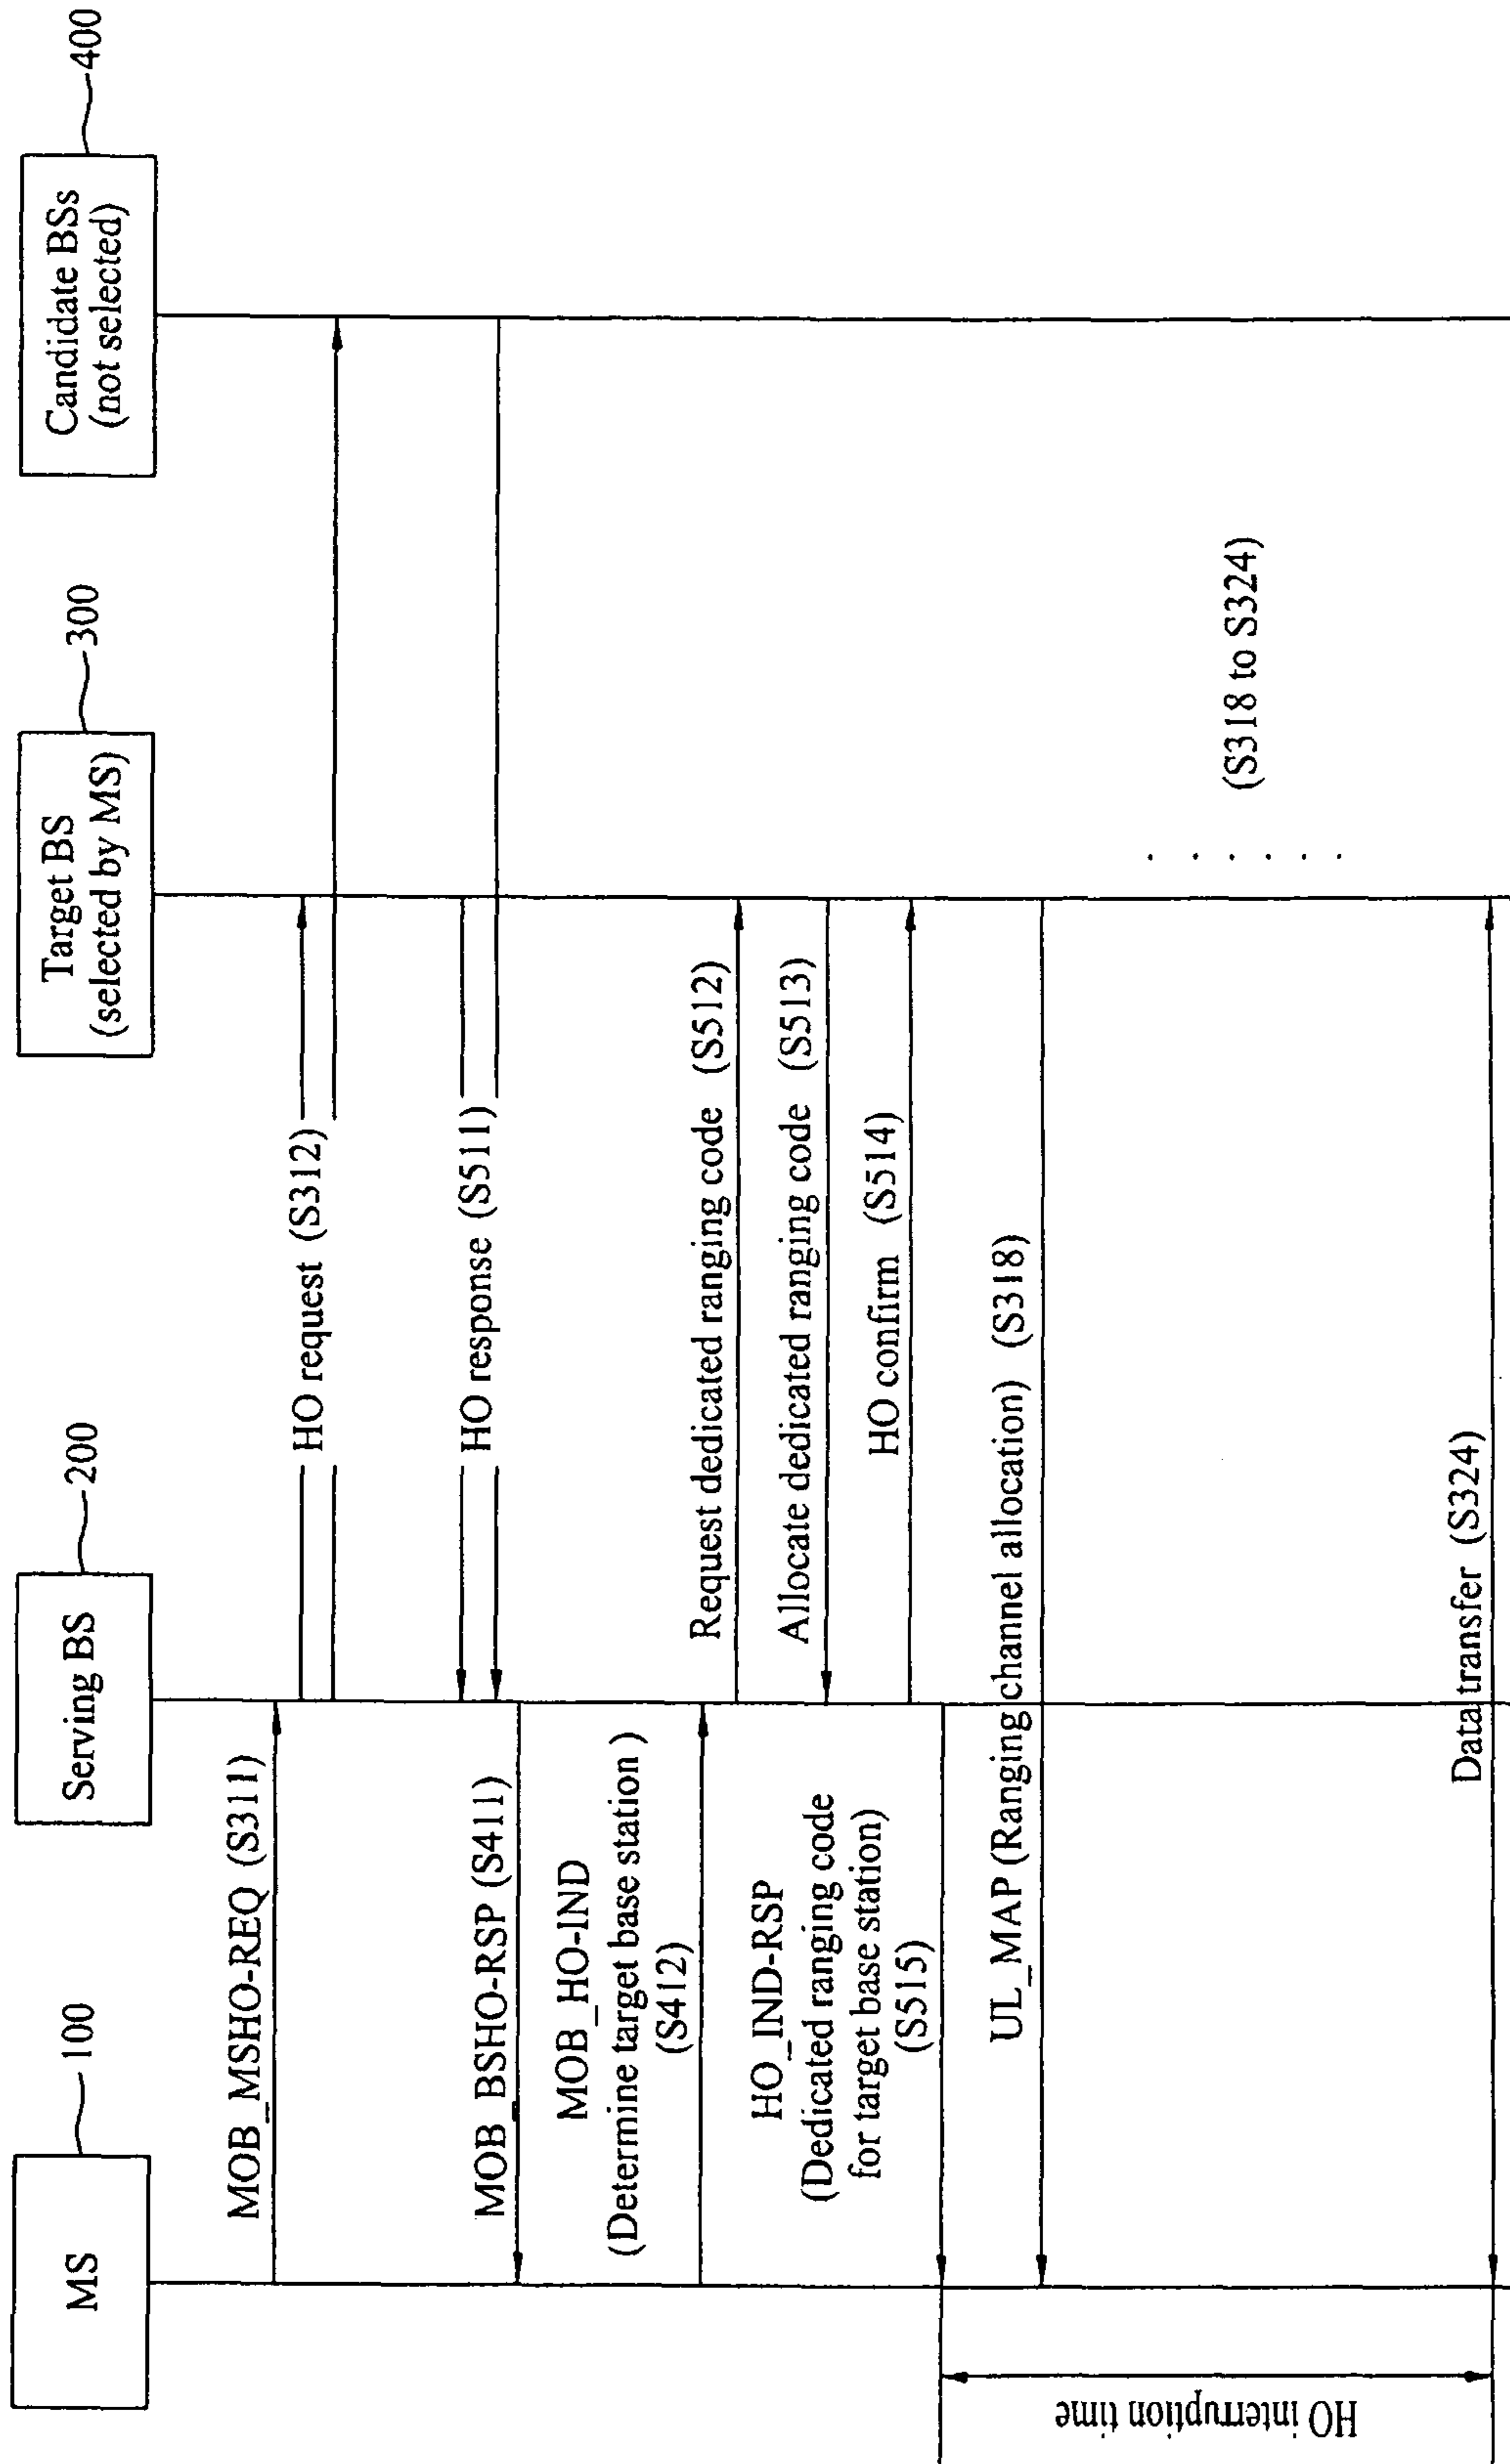 MS
100
Serving BS
200
Target BS
(selected by MS)
300
Candidate BSs
(not selected)
400
MOB_MSHO-REQ (S311)
HO request (S312)
HO response (S511)
MOB_BSHO-RSP (S411)
MOB_HO-IND
(Determine target base station )
(S412)
Request dedicated ranging code (S512)
Allocate dedicated ranging code (S513)
HO confirm (S514)
HO_IND-RSP
(Dedicated ranging code
for target base station)
(S515)
UL_MAP (Ranging channel allocation) (S318)
(S318 to S324)
Data transfer (S324)
HO interruption time